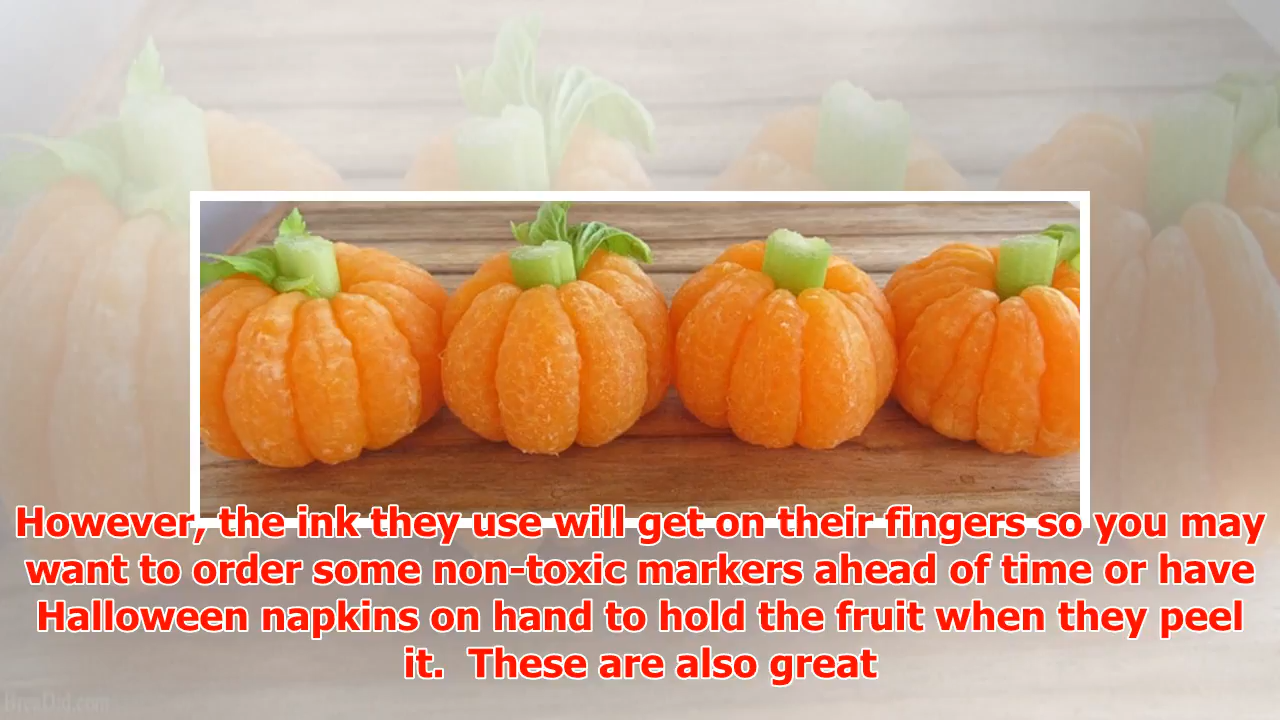 However, the ink they use will get on their fingers so you may
want to order some non-toxic markers ahead of time or have
Halloween napkins on hand to hold the fruit when they peel
it.  These are also great
BrenDid.com